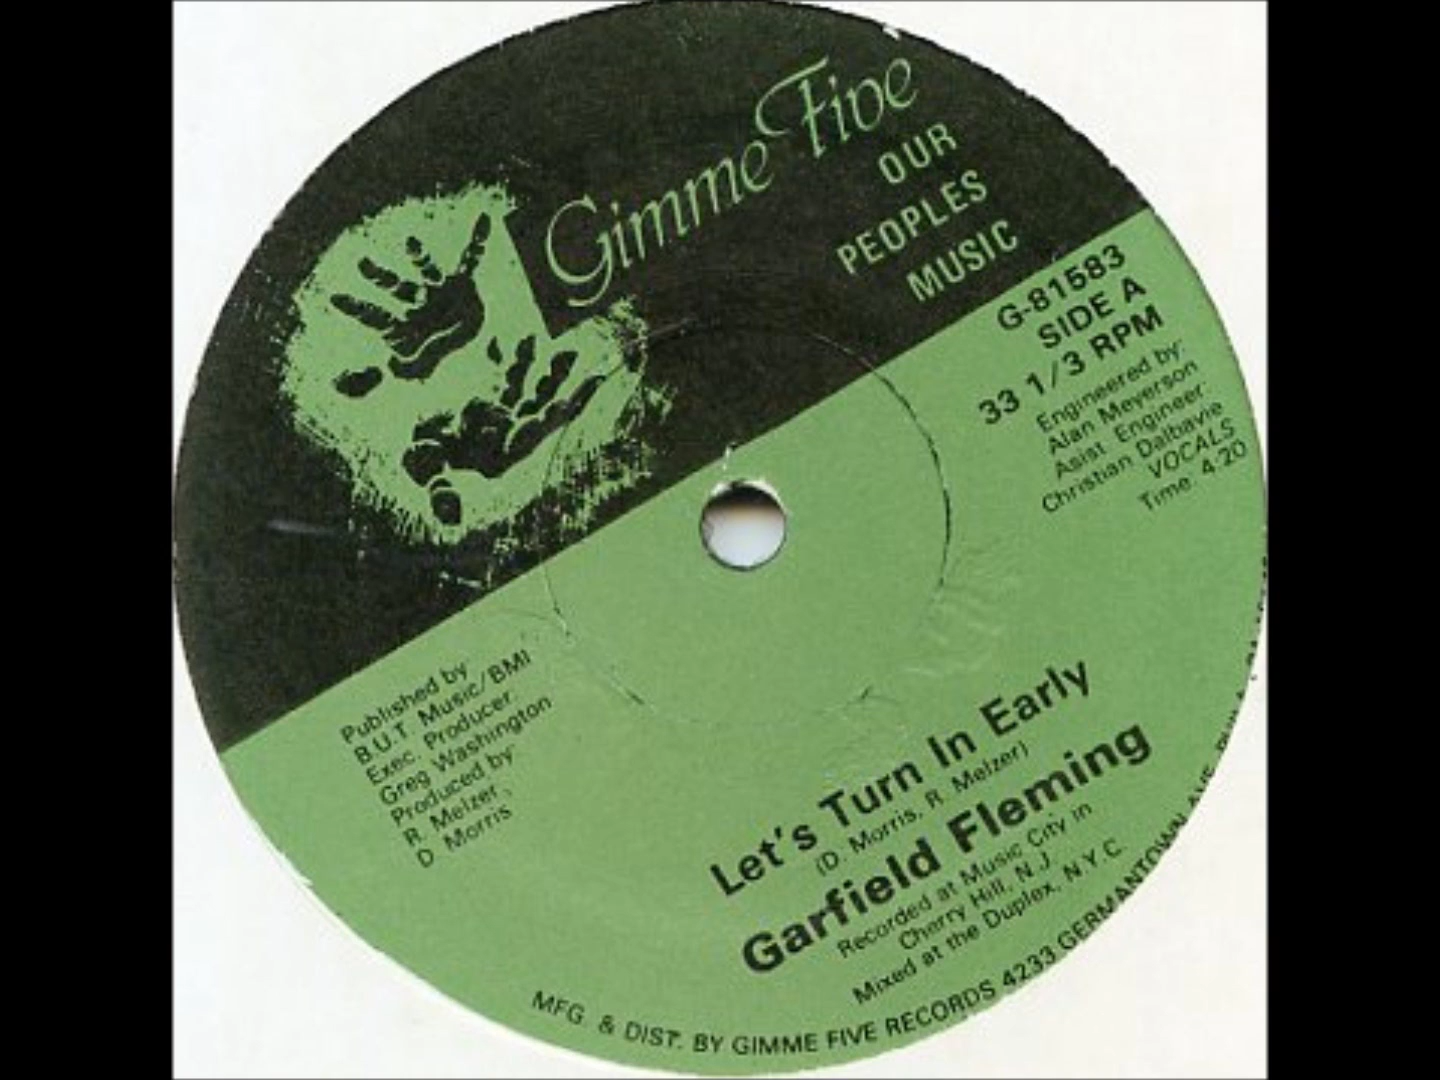 Gimme Five
OUR
PEOPLES
MUSIC
G-81583
SIDE A
33 1/3 RPM
Engineered by:
Alan Meyerson
Asist. Engineer:
Christian Dalbavie
VOCALS
Time: 4:20
Published by
B.U.T. Music/BMI
Exec. Producer
Greg Washington
Produced by
R. Melzer
D. Morris
Let's Turn In Early
(D. Morris, R. Melzer)
Garfield Fleming
Recorded at Music City in
Cherry Hill, N.J.
Mixed at the Duplex, N.Y.C.
MFG. & DIST. BY GIMME FIVE RECORDS 4233 GERMANTOWN AVE.